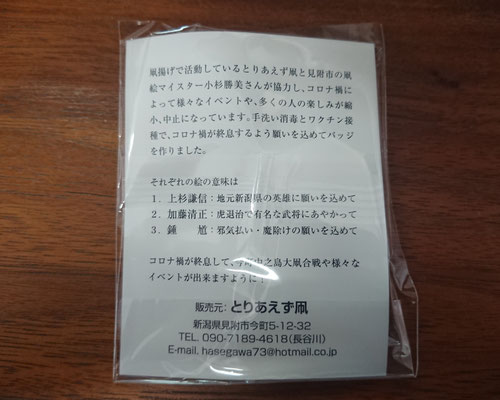 凧揚げで活動しているとりあえず凧と見附市の凧
絵マイスター小杉勝美さんが協力し、コロナ禍に
よって様々なイベントや、多くの人の楽しみが縮
小、中止になっています。手洗い消毒とワクチン接
種で、コロナ禍が終息するよう願いを込めてバッジ
を作りました。
それぞれの絵の意味は
1．上杉謙信：地元新潟県の英雄に願いを込めて
2．加藤清正：虎退治で有名な武将にあやかって
3．鍾　馗：邪気払い・魔除けの願いを込めて
コロナ禍が終息して、今町中之島大凧合戦や様々な
イベントが出来ますように！
販売元：とりあえず凧
新潟県見附市今町5-12-32
TEL. 090-7189-4618（長谷川）
E-mail. hasegawa73@hotmail.co.jp